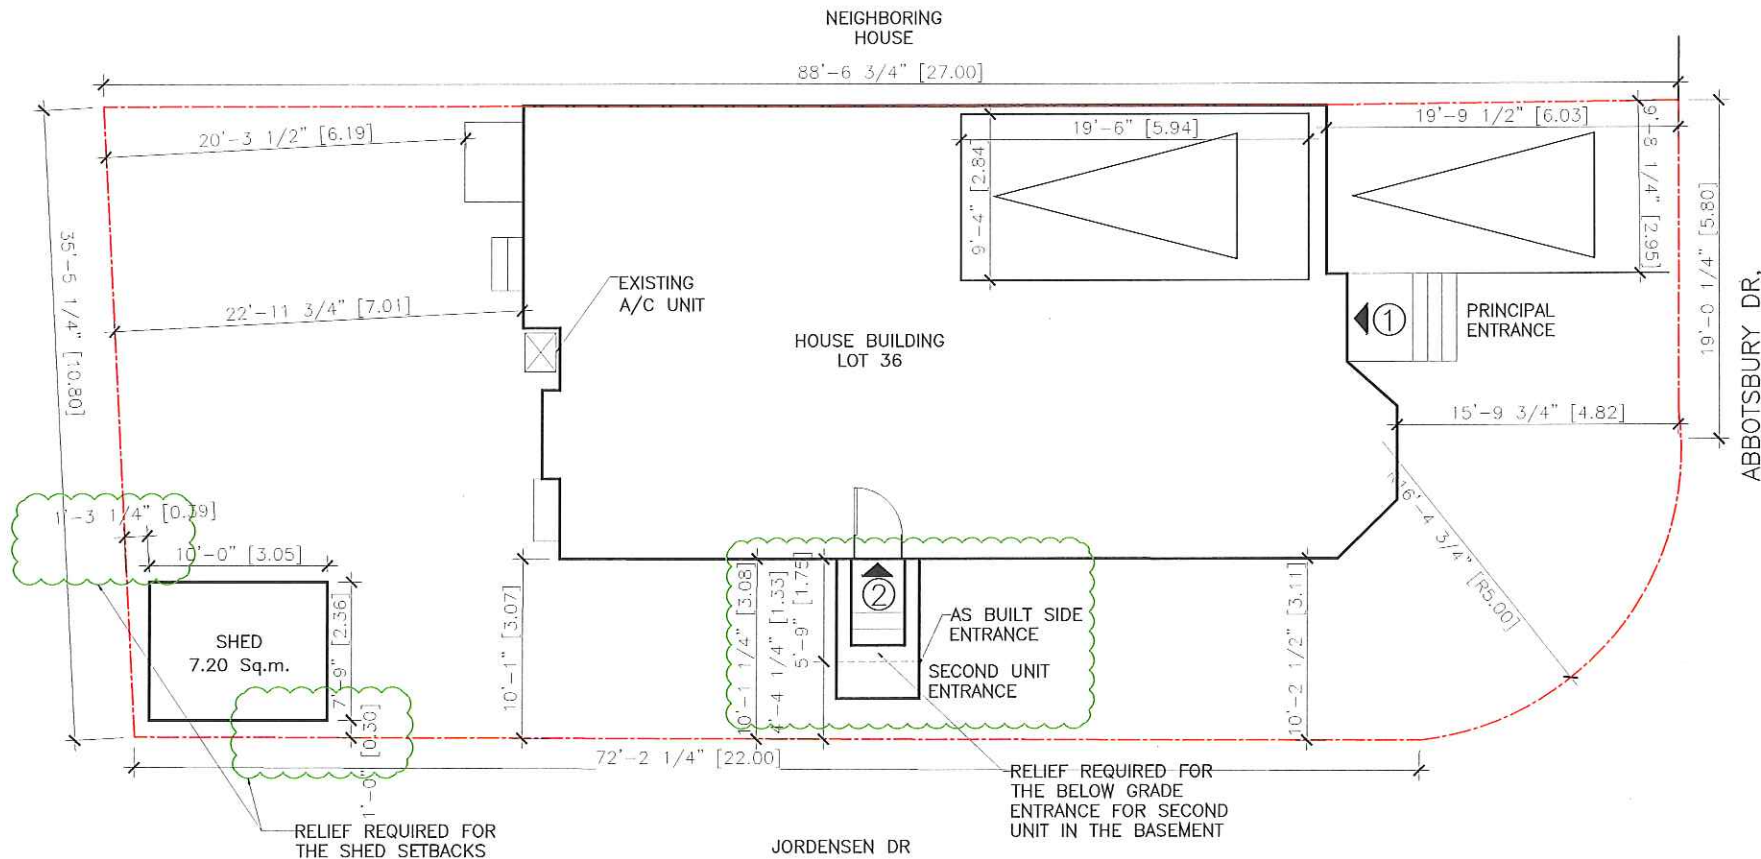 NEIGHBORING
HOUSE
88'-6 3/4" [27.00]
20'-3 1/2" [6.19]
19'-6" [5.94]
19'-9 1/2" [6.03]
9'-4" [2.84]
9'-8 1/4" [2.95]
19'-0 1/4" [5.80]
35'-5 1/4" [10.80]
EXISTING
A/C UNIT
22'-11 3/4" [7.01]
HOUSE BUILDING
LOT 36
1
PRINCIPAL
ENTRANCE
ABBOTSBURY DR.
15'-9 3/4" [4.82]
R16'-4 3/4" [R5.00]
1'-3 1/4" [0.39]
10'-0" [3.05]
SHED
7.20 Sq.m.
7'-9" [2.36]
1'-0" [0.30]
10'-1" [3.07]
10'-1 1/4" [3.08]
4'-4 1/4" [1.33]
5'-9" [1.75]
2
AS BUILT SIDE
ENTRANCE
SECOND UNIT
ENTRANCE
10'-2 1/2" [3.11]
72'-2 1/4" [22.00]
RELIEF REQUIRED FOR
THE SHED SETBACKS
RELIEF REQUIRED FOR
THE BELOW GRADE
ENTRANCE FOR SECOND
UNIT IN THE BASEMENT
JORDENSEN DR